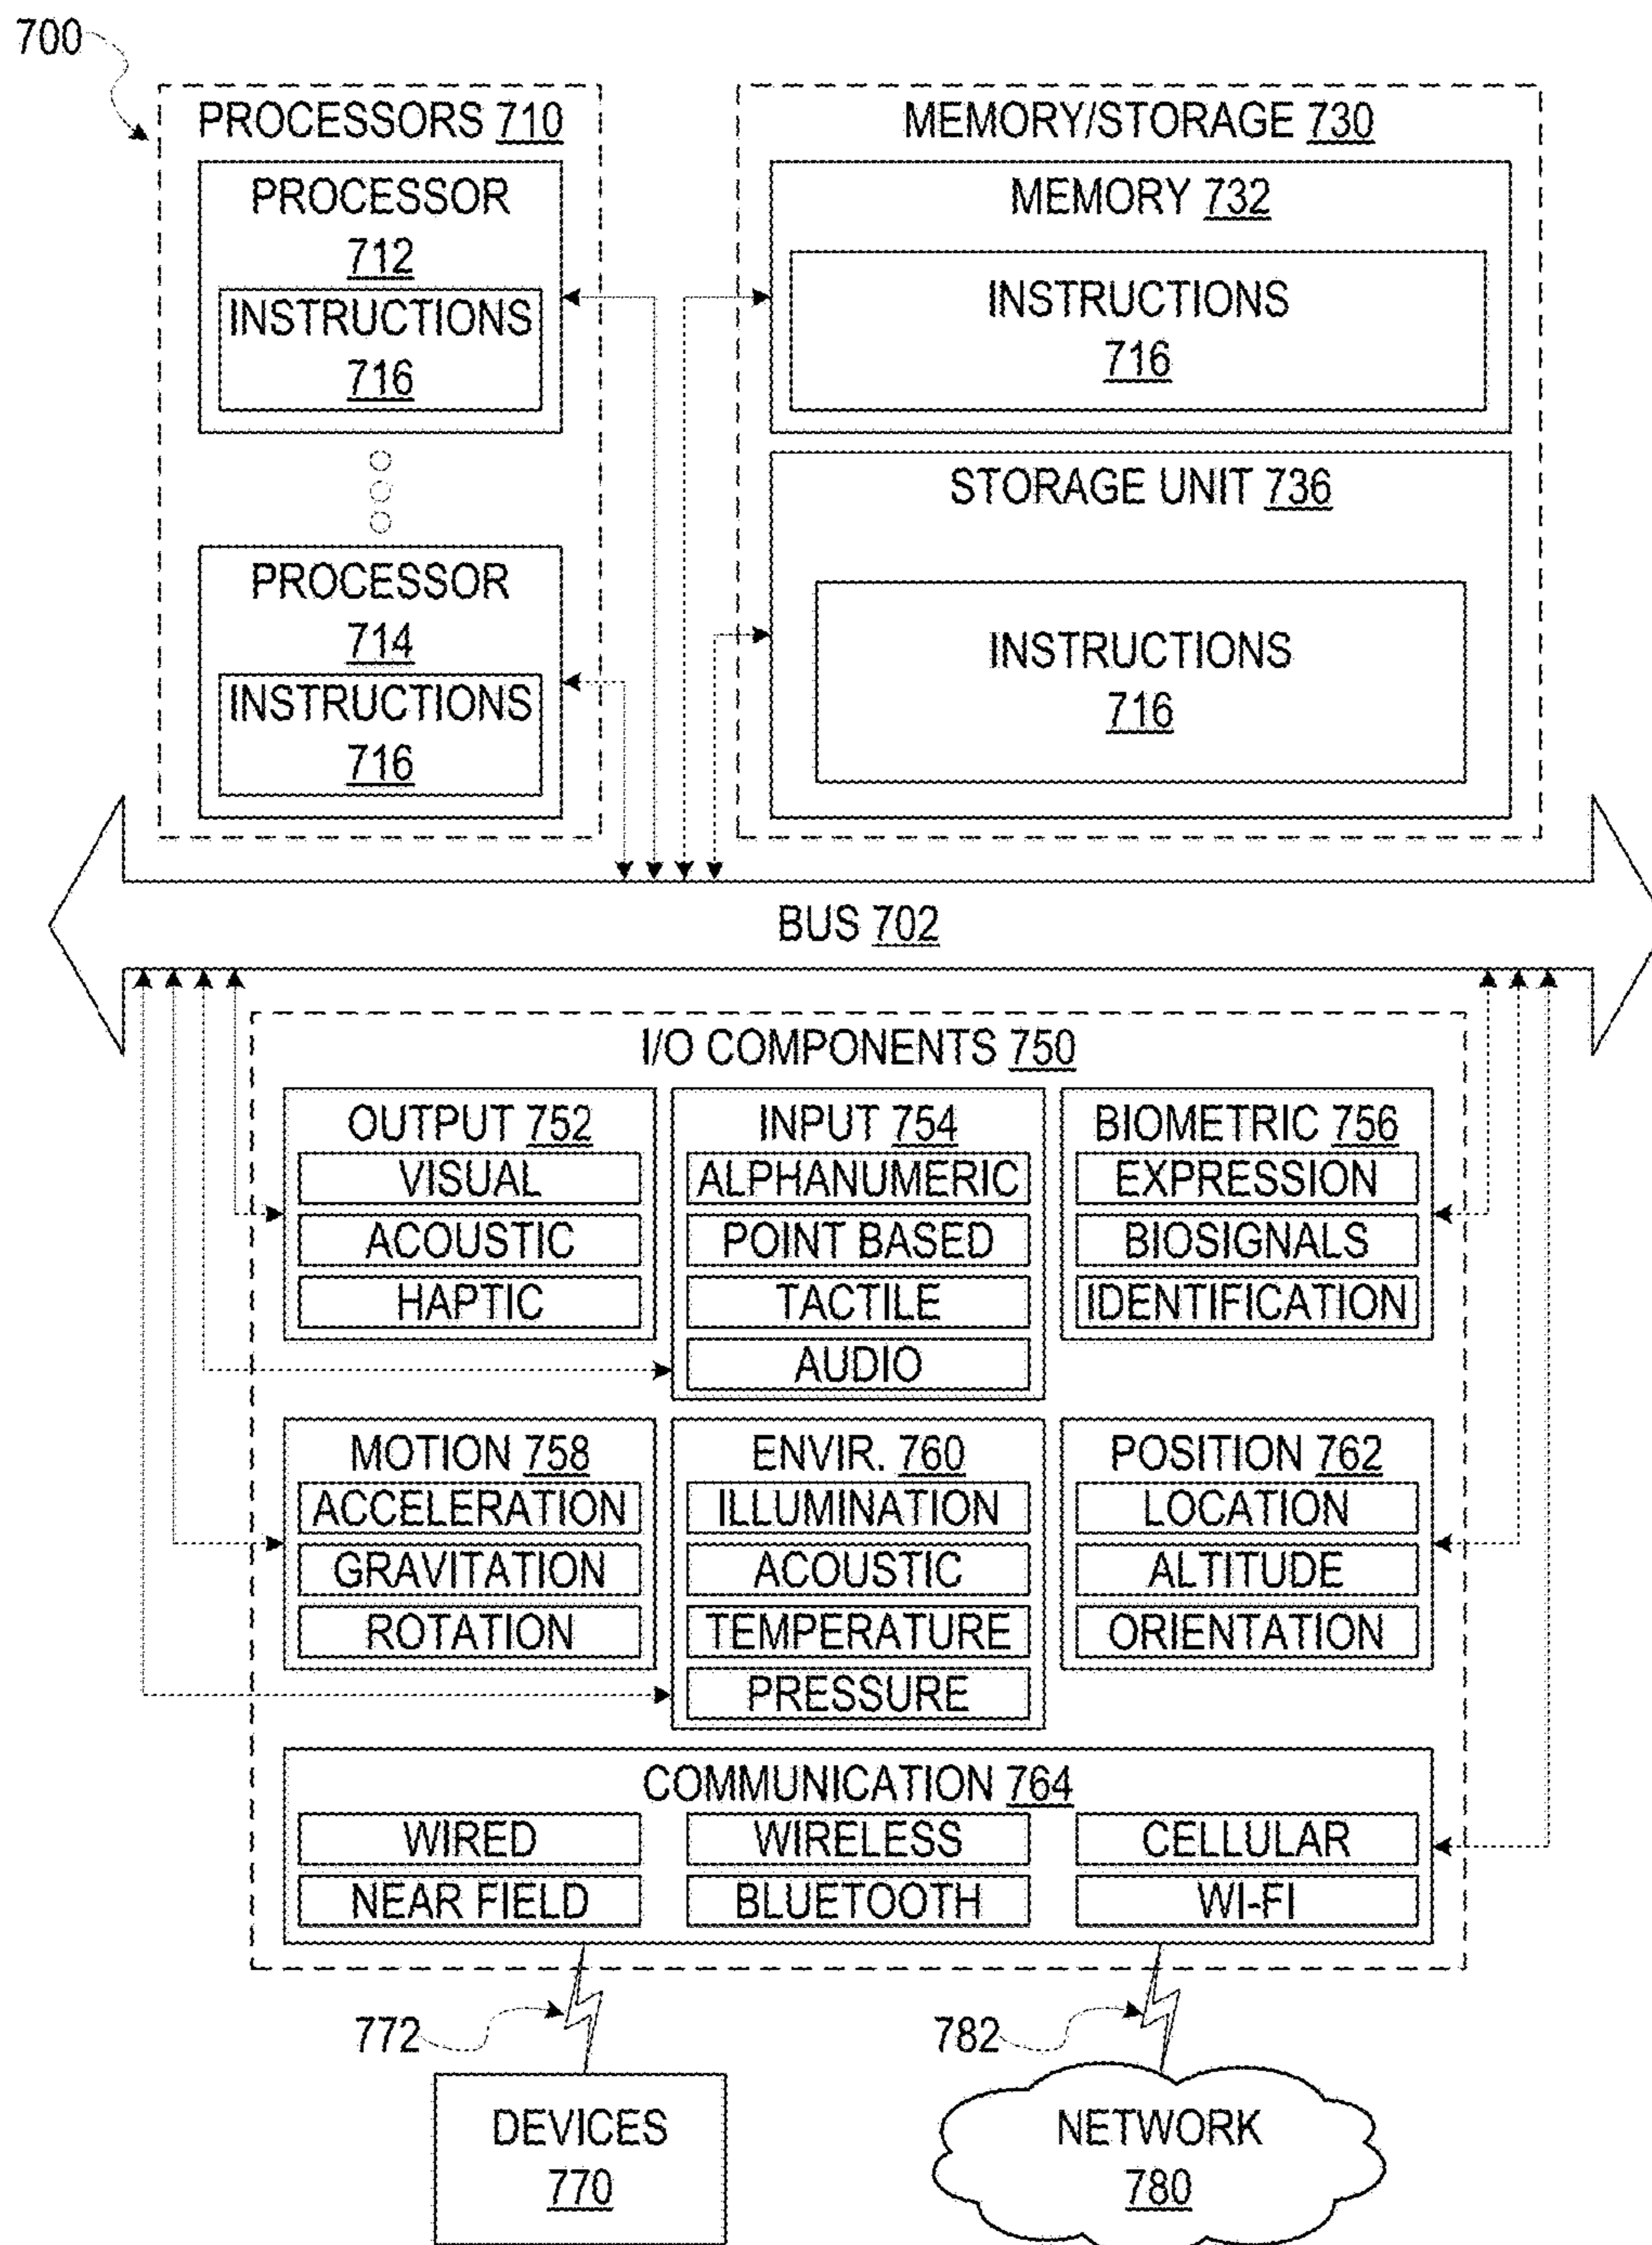 700
PROCESSORS 710
PROCESSOR
712
INSTRUCTIONS
716
PROCESSOR
714
INSTRUCTIONS
716
MEMORY/STORAGE 730
MEMORY 732
INSTRUCTIONS
716
STORAGE UNIT 736
INSTRUCTIONS
716
BUS 702
I/O COMPONENTS 750
OUTPUT 752
VISUAL
ACOUSTIC
HAPTIC
INPUT 754
ALPHANUMERIC
POINT BASED
TACTILE
AUDIO
BIOMETRIC 756
EXPRESSION
BIOSIGNALS
IDENTIFICATION
MOTION 758
ACCELERATION
GRAVITATION
ROTATION
ENVIR. 760
ILLUMINATION
ACOUSTIC
TEMPERATURE
PRESSURE
POSITION 762
LOCATION
ALTITUDE
ORIENTATION
COMMUNICATION 764
WIRED
WIRELESS
CELLULAR
NEAR FIELD
BLUETOOTH
WI-FI
772
782
DEVICES
770
NETWORK
780